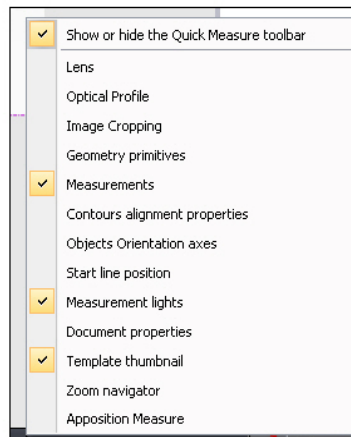 Show or hide the Quick Measure toolbar
Lens
Optical Profile
Image Cropping
Geometry primitives
Measurements
Contours alignment properties
Objects Orientation axes
Start line position
Measurement lights
Document properties
Template thumbnail
Zoom navigator
Apposition Measure